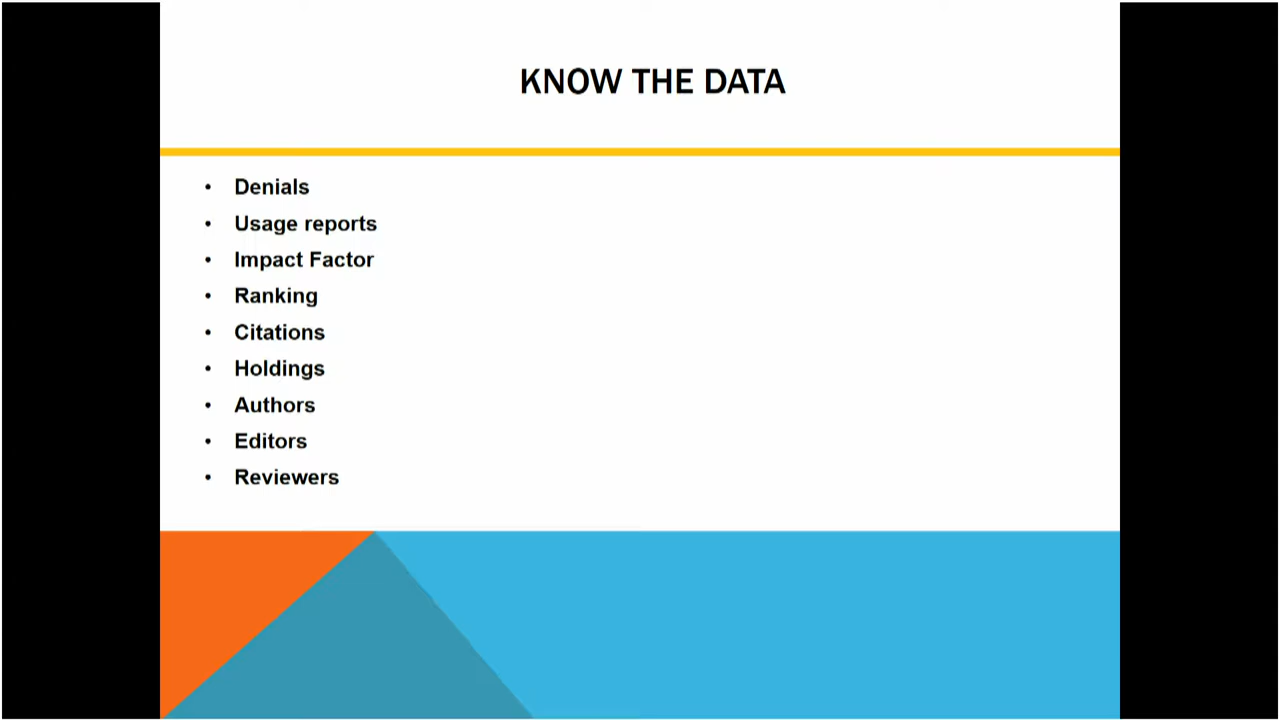 KNOW THE DATA
• Denials
• Usage reports
• Impact Factor
• Ranking
• Citations
• Holdings
• Authors
• Editors
• Reviewers